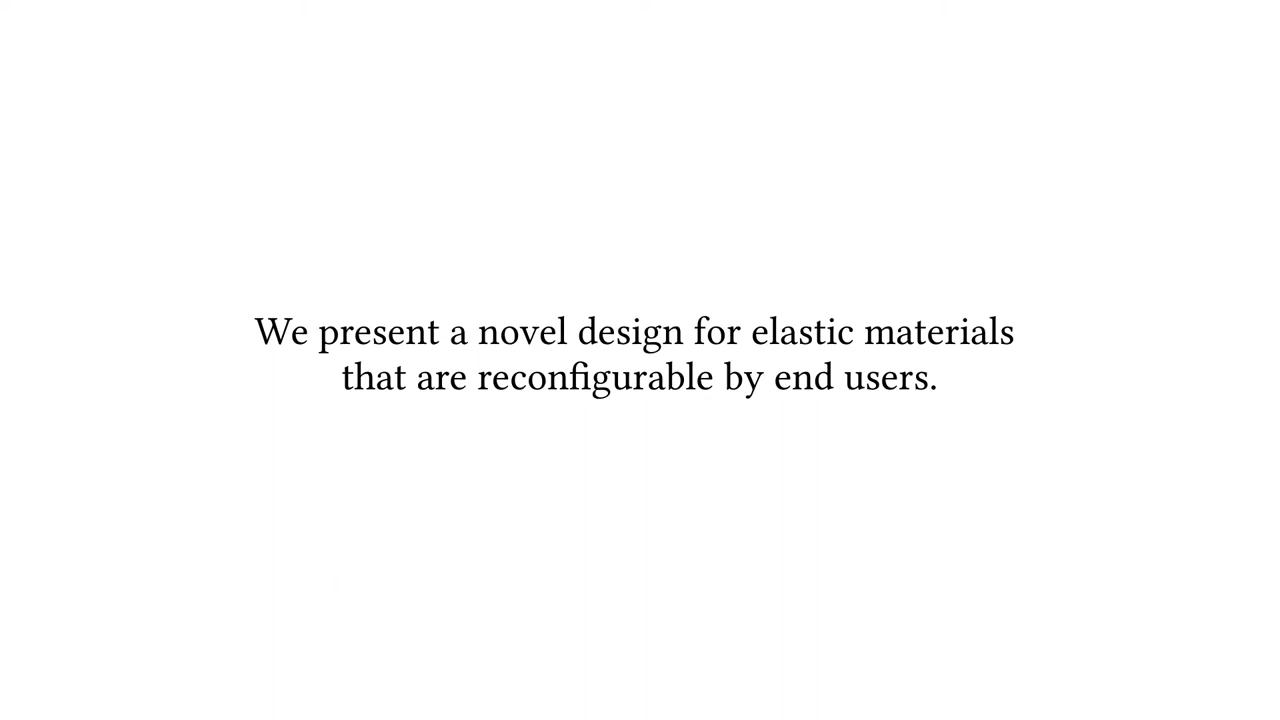 We present a novel design for elastic materials
that are reconfigurable by end users.